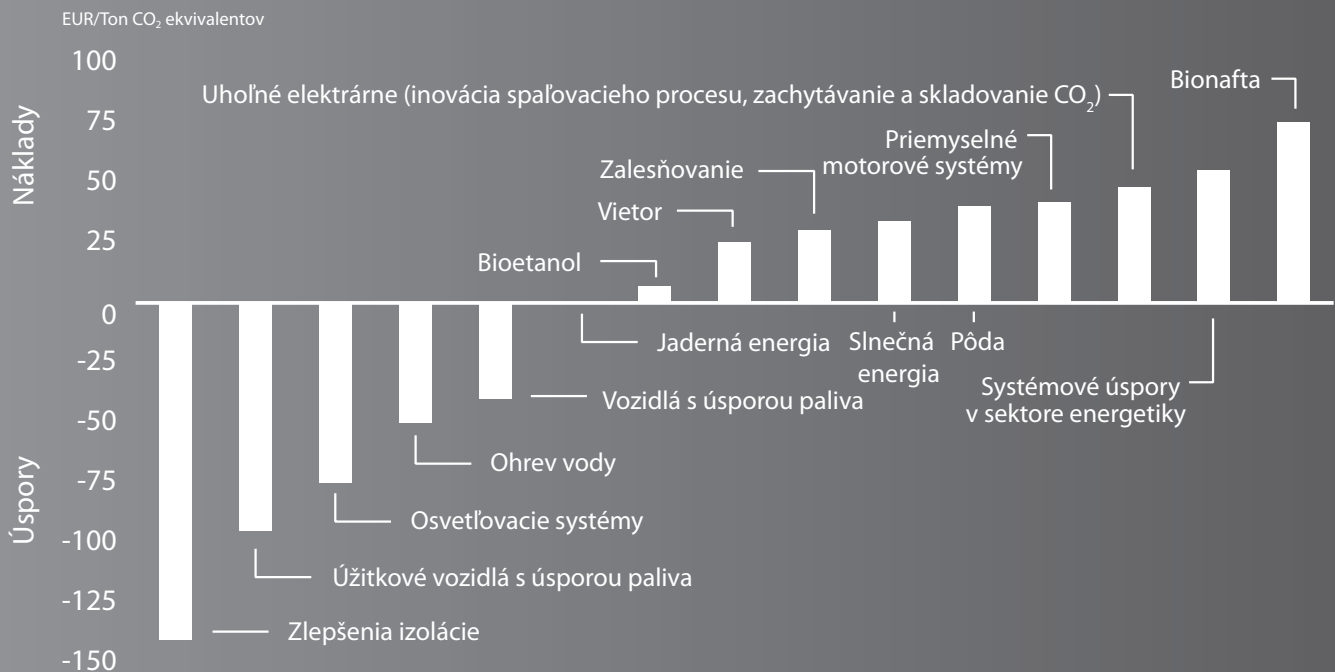 EUR/Ton CO₂ ekvivalentov
Náklady
Úspory
100
75
50
25
0
-25
-50
-75
-100
-125
-150
Uhoľné elektrárne (inovácia spaľovacieho procesu, zachytávanie a skladovanie CO₂)
Bionafta
Priemyselné
motorové systémy
Zalesňovanie
Vietor
Bioetanol
Jaderná energia
Slnečná
energia
Pôda
Systémové úspory
v sektore energetiky
Vozidlá s úsporou paliva
Ohrev vody
Osvetľovacie systémy
Úžitkové vozidlá s úsporou paliva
Zlepšenia izolácie